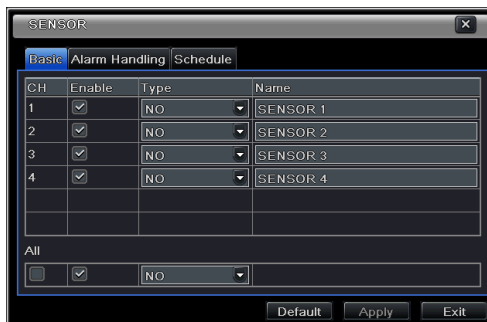 SENSOR
Basic Alarm Handling Schedule
CH Enable Type Name
1 NO SENSOR 1
2 NO SENSOR 2
3 NO SENSOR 3
4 NO SENSOR 4
All
NO
Default Apply Exit